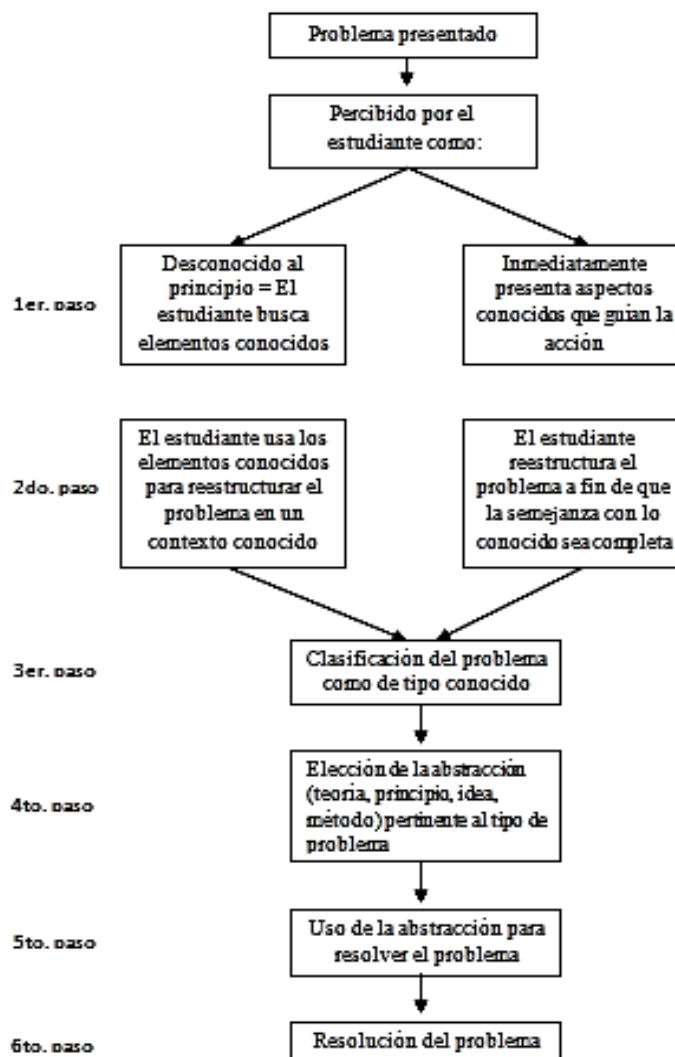 Problema presentado
Percibido por el
estudiante como:
1er. paso
Desconocido al
principio = El
estudiante busca
elementos conocidos
Inmediatamente
presenta aspectos
conocidos que guían la
acción
2do. paso
El estudiante usa los
elementos conocidos
para reestructurar el
problema en un
contexto conocido
El estudiante
reestructura el
problema a fin de que
la semejanza con lo
conocido sea completa
3er. paso
Clasificación del problema
como de tipo conocido
4to. paso
Elección de la abstracción
(teoría, principio, idea,
método) pertinente al tipo de
problema
5to. paso
Uso de la abstracción para
resolver el problema
6to. paso
Resolución del problema